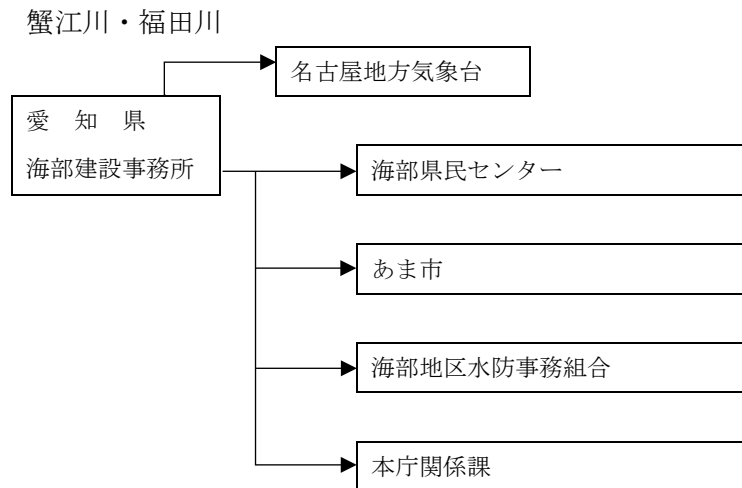 蟹江川・福田川
名古屋地方気象台
愛　知　県
海部建設事務所
海部県民センター
あま市
海部地区水防事務組合
本庁関係課